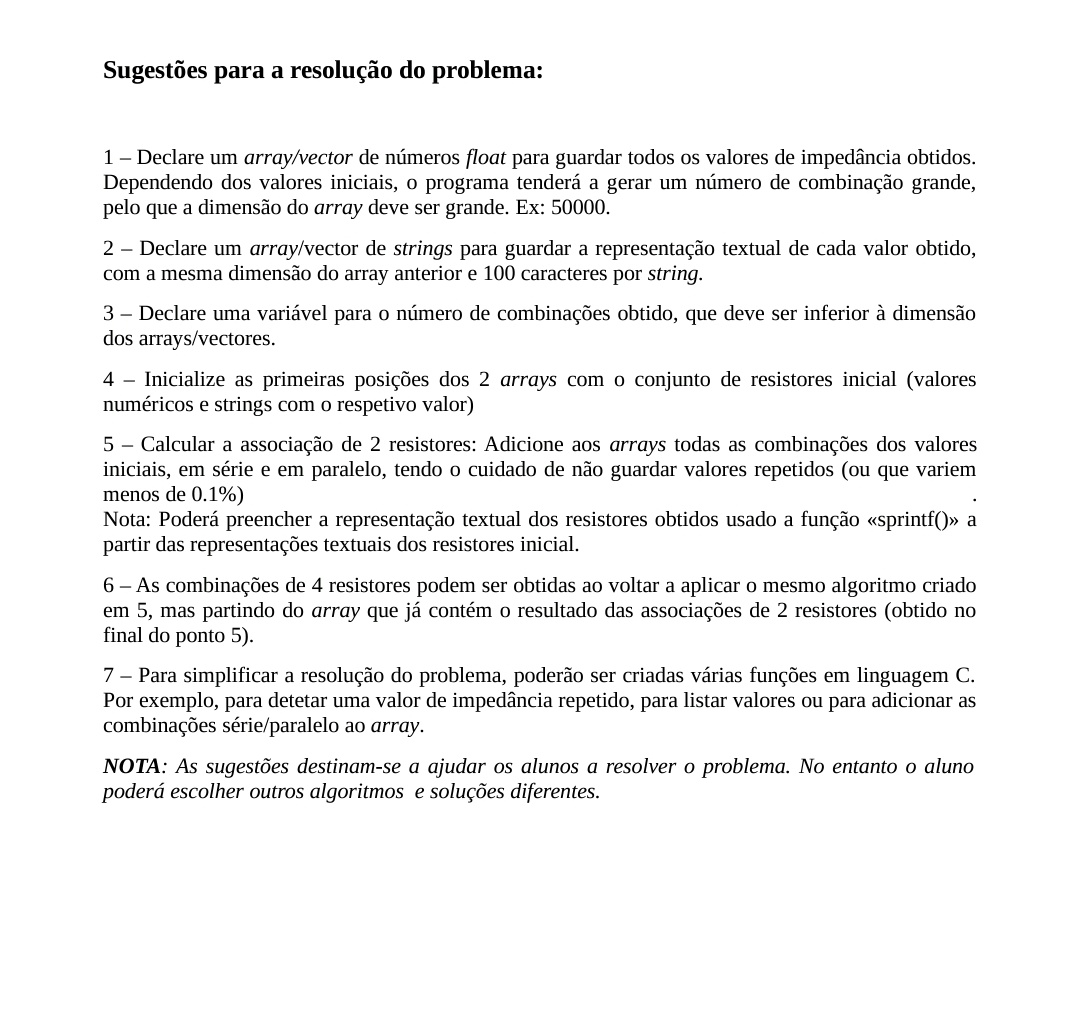 Sugestões para a resolução do problema:
1 – Declare um array/vector de números float para guardar todos os valores de impedância obtidos.
Dependendo dos valores iniciais, o programa tenderá a gerar um número de combinação grande,
pelo que a dimensão do array deve ser grande. Ex: 50000.
2 – Declare um array/vector de strings para guardar a representação textual de cada valor obtido,
com a mesma dimensão do array anterior e 100 caracteres por string.
3 – Declare uma variável para o número de combinações obtido, que deve ser inferior à dimensão
dos arrays/vectores.
4 – Inicialize as primeiras posições dos 2 arrays com o conjunto de resistores inicial (valores
numéricos e strings com o respetivo valor)
5 – Calcular a associação de 2 resistores: Adicione aos arrays todas as combinações dos valores
iniciais, em série e em paralelo, tendo o cuidado de não guardar valores repetidos (ou que variem
menos de 0.1%) .
Nota: Poderá preencher a representação textual dos resistores obtidos usado a função «sprintf()» a
partir das representações textuais dos resistores inicial.
6 – As combinações de 4 resistores podem ser obtidas ao voltar a aplicar o mesmo algoritmo criado
em 5, mas partindo do array que já contém o resultado das associações de 2 resistores (obtido no
final do ponto 5).
7 – Para simplificar a resolução do problema, poderão ser criadas várias funções em linguagem C.
Por exemplo, para detetar uma valor de impedância repetido, para listar valores ou para adicionar as
combinações série/paralelo ao array.
NOTA: As sugestões destinam-se a ajudar os alunos a resolver o problema. No entanto o aluno
poderá escolher outros algoritmos e soluções diferentes.